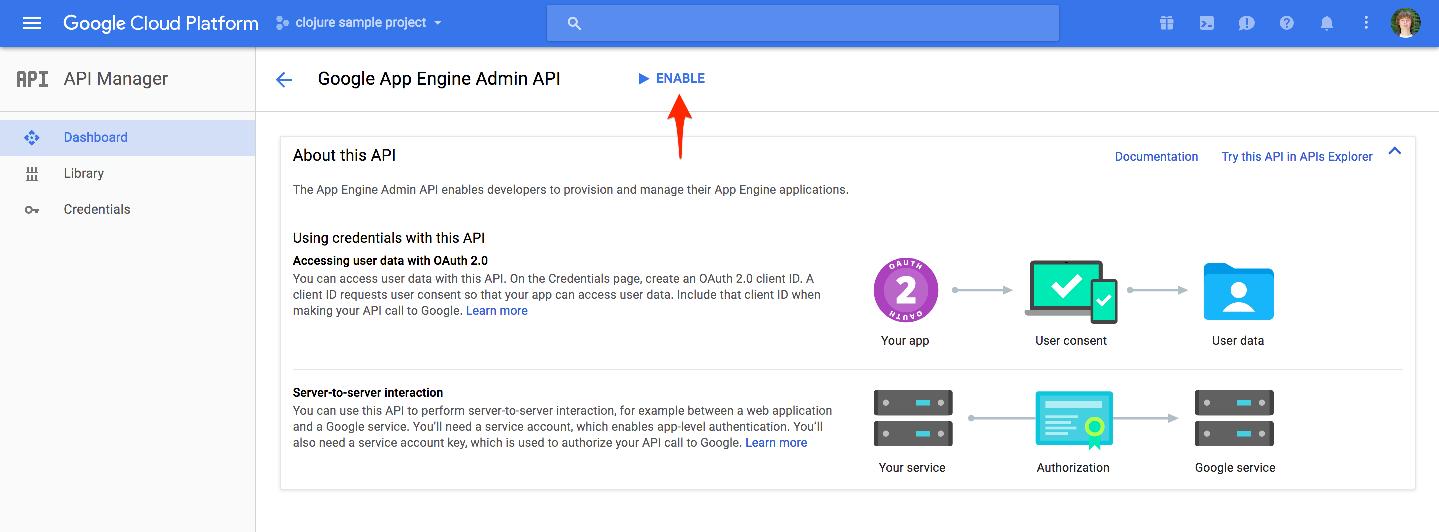 Google Cloud Platform
clojure sample project
API API Manager
Google App Engine Admin API
ENABLE
Dashboard
Library
Credentials
About this API
Documentation
Try this API in APIs Explorer
The App Engine Admin API enables developers to provision and manage their App Engine applications.
Using credentials with this API
Accessing user data with OAuth 2.0
You can access user data with this API. On the Credentials page, create an OAuth 2.0 client ID. A
client ID requests user consent so that your app can access user data. Include that client ID when
making your API call to Google. Learn more
OAUTH
2
OAUTH
Your app
User consent
User data
Server-to-server interaction
You can use this API to perform server-to-server interaction, for example between a web application
and a Google service. You'll need a service account, which enables app-level authentication. You'll
also need a service account key, which is used to authorize your API call to Google. Learn more
Your service
Authorization
Google service